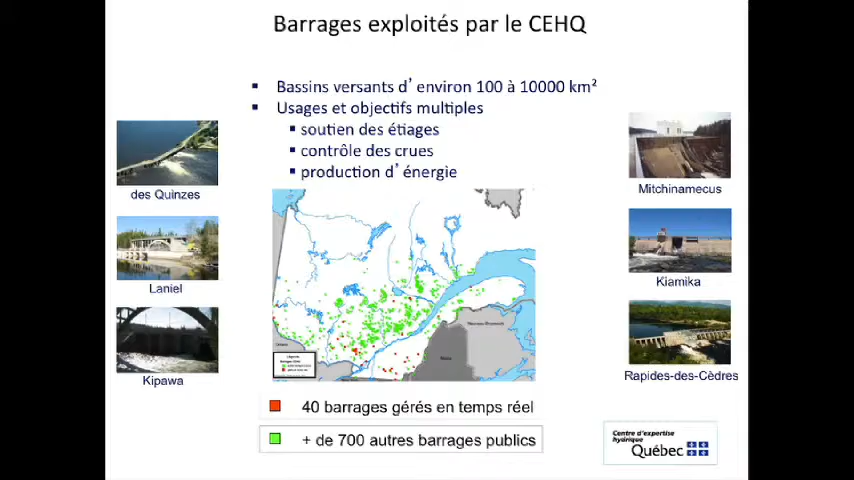 Barrages exploités par le CEHQ
Bassins versants d’environ 100 à 10000 km²
Usages et objectifs multiples
soutien des étiages
contrôle des crues
production d’énergie
des Quinzes
Laniel
Kipawa
Mitchinamecus
Kiamika
Rapides-des-Cèdres
40 barrages gérés en temps réel
+ de 700 autres barrages publics
Centre d'expertise
hydrique
Québec